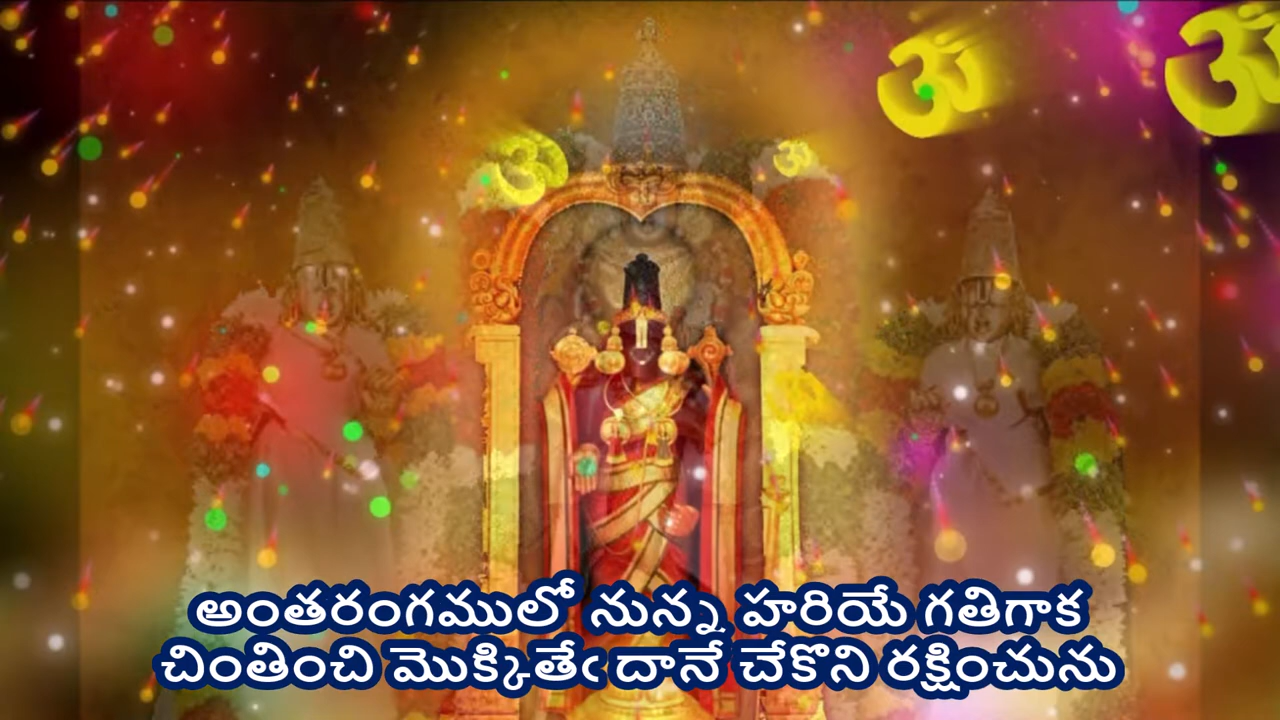 అంతరంగములో నున్న హరియే గతిగాక
చింతించి మొక్కితేఁ దానే చేకొని రక్షించును
ॐ
ॐ
ॐ
ॐ